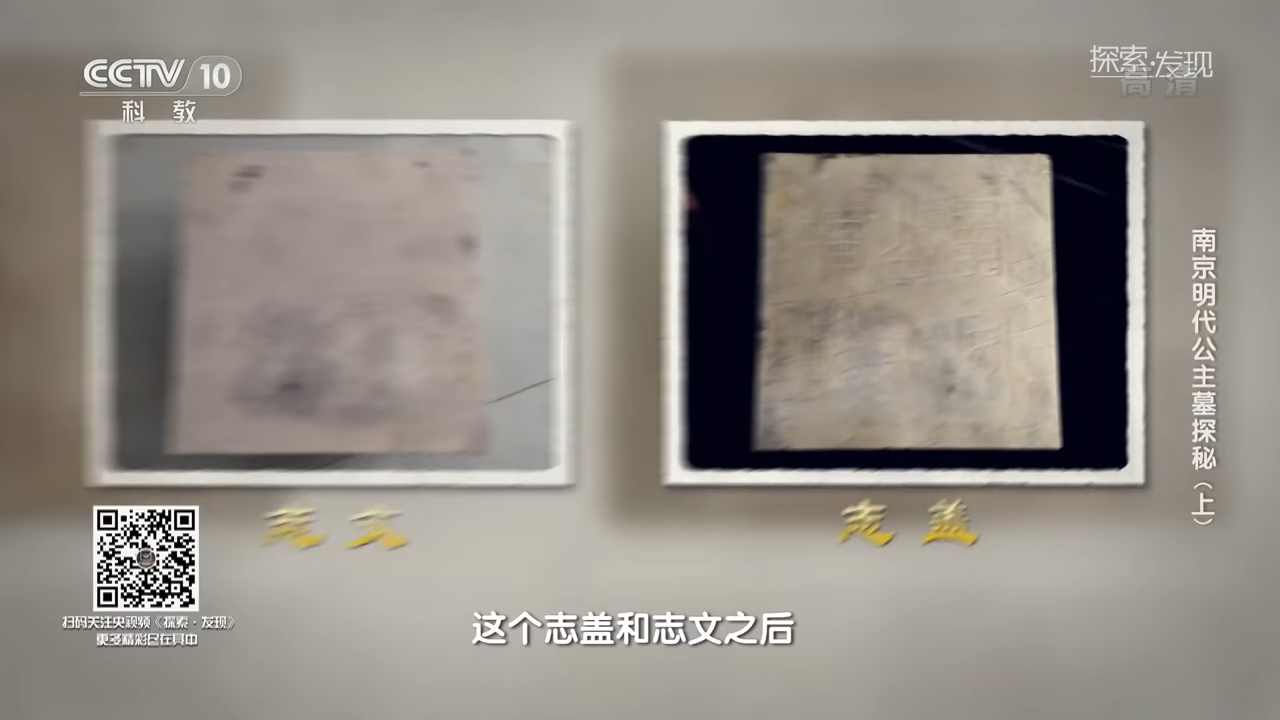 CCTV 10
科教
探索·发现
高清
南京明代公主墓探秘（上）
志文
志盖
扫码关注央视频《探索·发现》
更多精彩尽在其中
这个志盖和志文之后